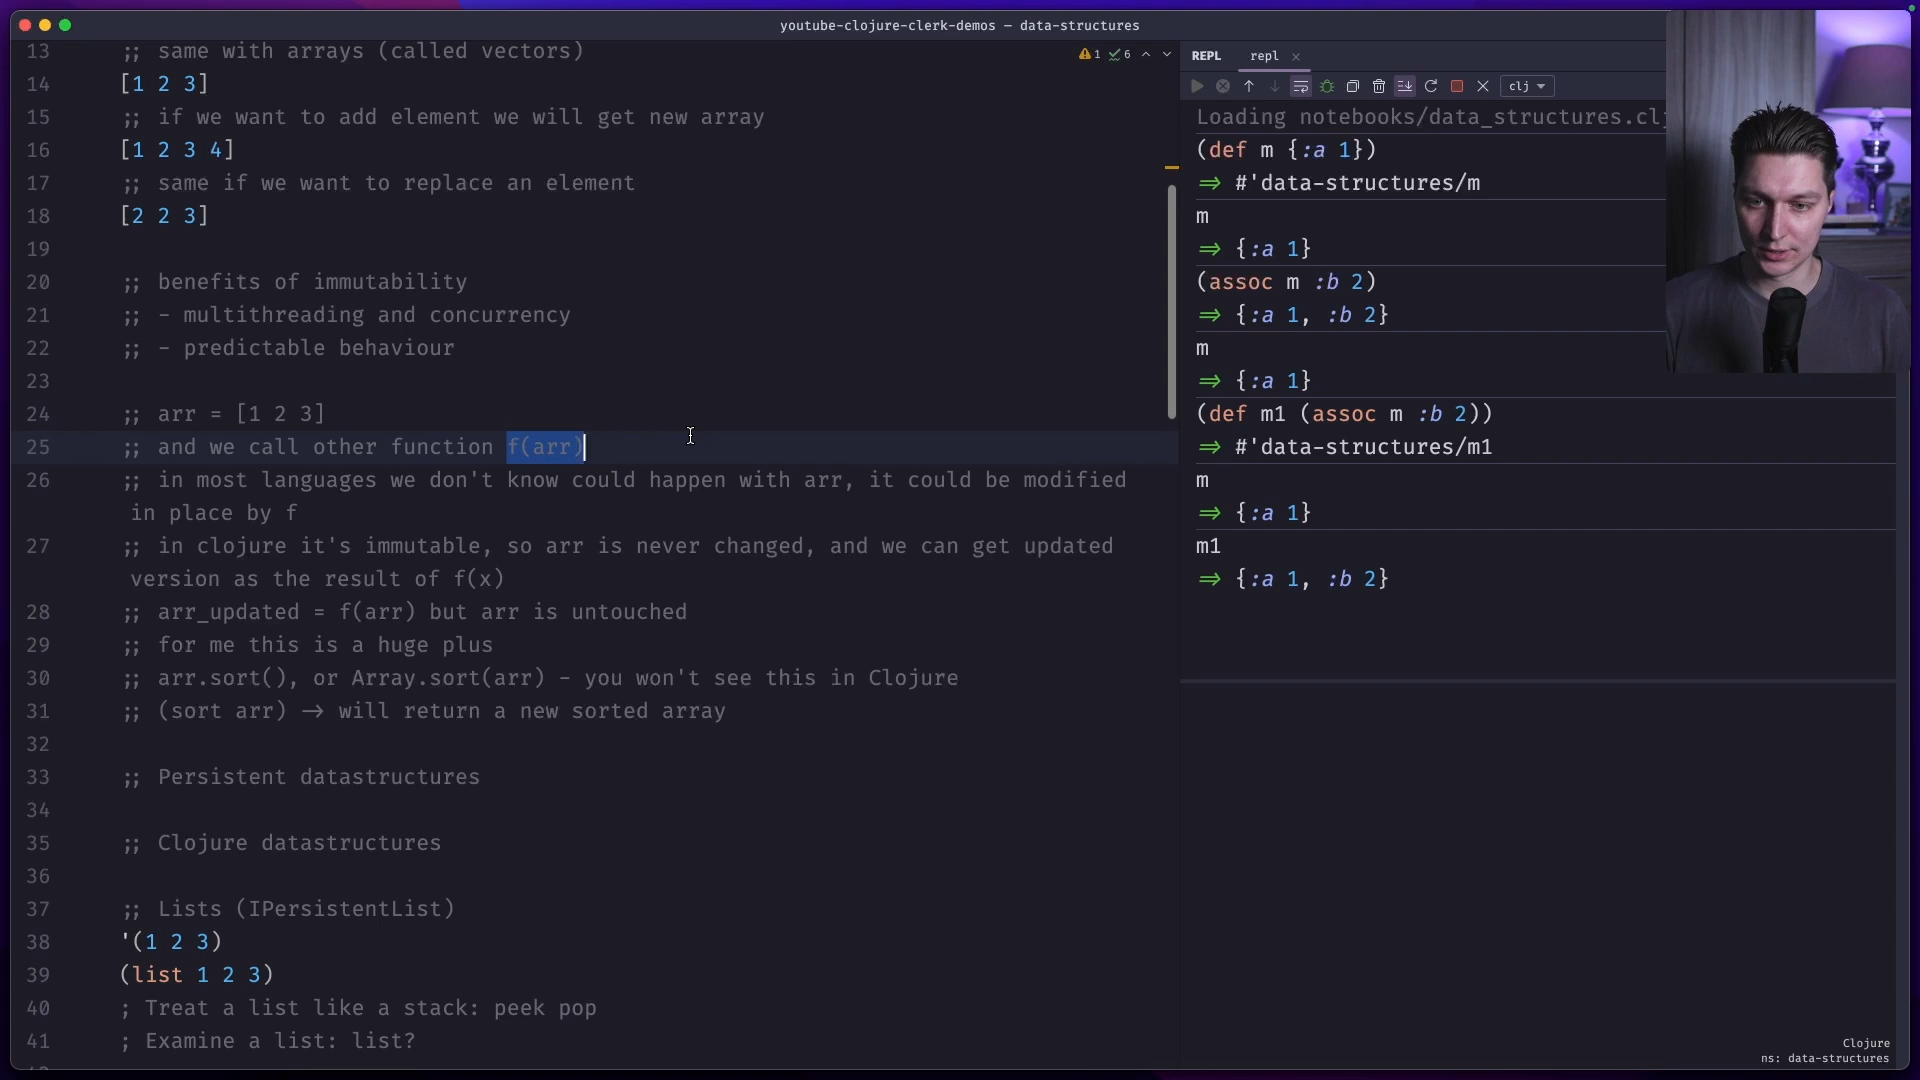 youtube-clojure-clerk-demos – data-structures
13 ;; same with arrays (called vectors)
14 [1 2 3]
15 ;; if we want to add element we will get new array
16 [1 2 3 4]
17 ;; same if we want to replace an element
18 [2 2 3]
19
20 ;; benefits of immutability
21 ;; - multithreading and concurrency
22 ;; - predictable behaviour
23
24 ;; arr = [1 2 3]
25 ;; and we call other function f(arr)
26 ;; in most languages we don't know could happen with arr, it could be modified
in place by f
27 ;; in clojure it's immutable, so arr is never changed, and we can get updated
version as the result of f(x)
28 ;; arr_updated = f(arr) but arr is untouched
29 ;; for me this is a huge plus
30 ;; arr.sort(), or Array.sort(arr) - you won't see this in Clojure
31 ;; (sort arr) → will return a new sorted array
32
33 ;; Persistent datastructures
34
35 ;; Clojure datastructures
36
37 ;; Lists (IPersistentList)
38 '(1 2 3)
39 (list 1 2 3)
40 ; Treat a list like a stack: peek pop
41 ; Examine a list: list?
1 6
REPL repl
clj
Loading notebooks/data_structures.clj
(def m {:a 1})
⇒ #'data-structures/m
m
⇒ {:a 1}
(assoc m :b 2)
⇒ {:a 1, :b 2}
m
⇒ {:a 1}
(def m1 (assoc m :b 2))
⇒ #'data-structures/m1
m
⇒ {:a 1}
m1
⇒ {:a 1, :b 2}
Clojure
ns: data-structures